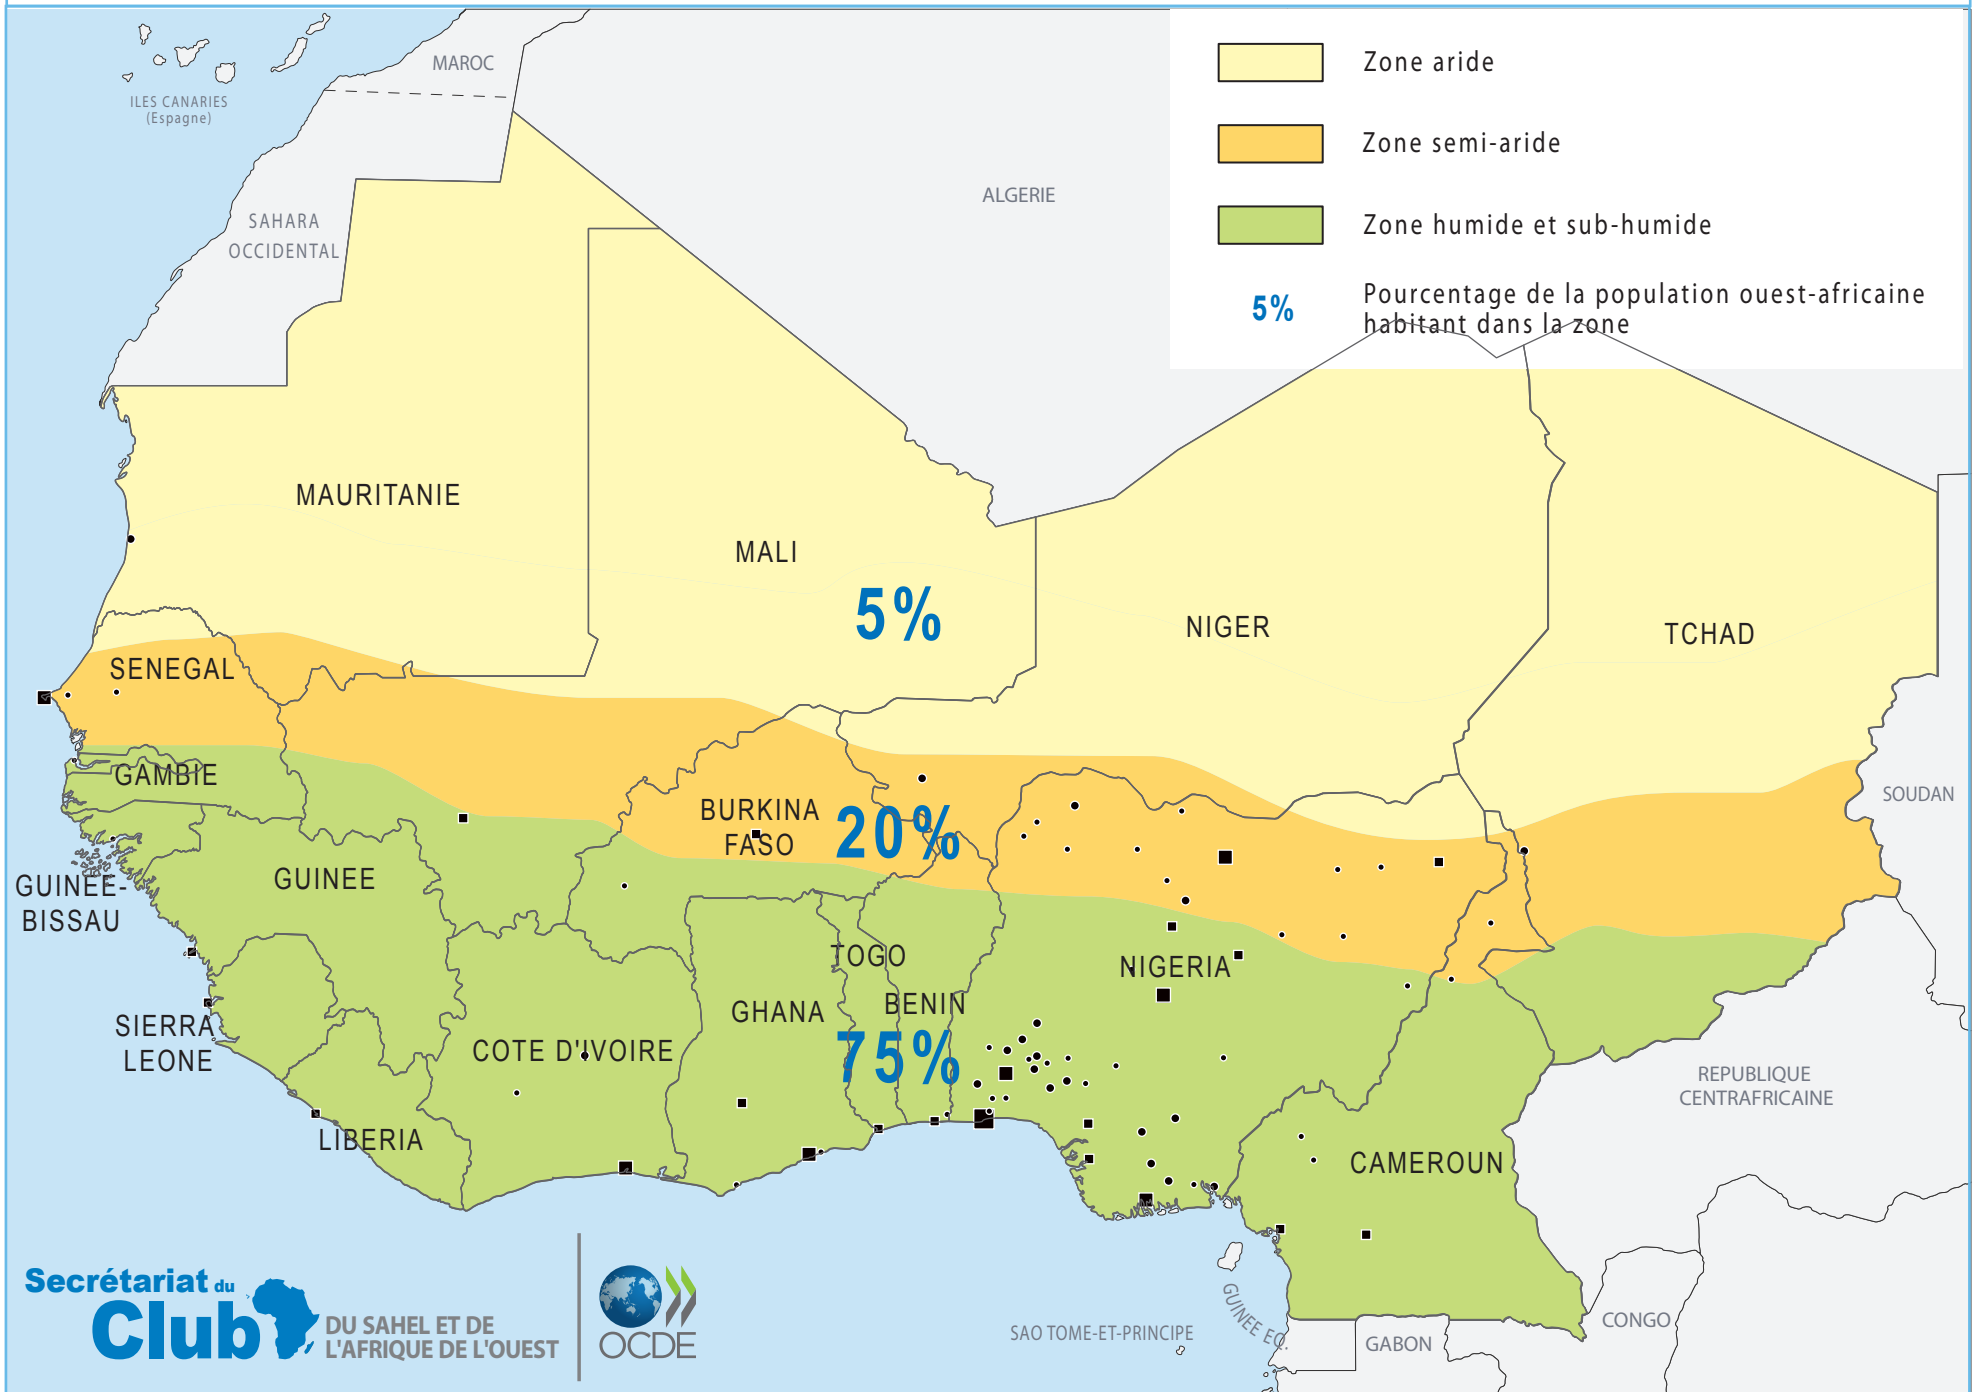 MAROC
ILES CANARIES
(Espagne)
SAHARA
OCCIDENTAL
ALGERIE
Zone aride
Zone semi-aride
Zone humide et sub-humide
5%
Pourcentage de la population ouest-africaine
habitant dans la zone
MAURITANIE
MALI
5%
NIGER
TCHAD
SENEGAL
GAMBIE
BURKINA
FASO
20%
SOUDAN
GUINEE-
BISSAU
GUINEE
TOGO
NIGERIA
BENIN
GHANA
SIERRA
LEONE
COTE D'IVOIRE
75%
REPUBLIQUE
CENTRAFRICAINE
LIBERIA
CAMEROUN
GUINEE EQ.
SAO TOME-ET-PRINCIPE
GABON
CONGO
Secrétariat du
Club
DU SAHEL ET DE
L'AFRIQUE DE L'OUEST
OCDE